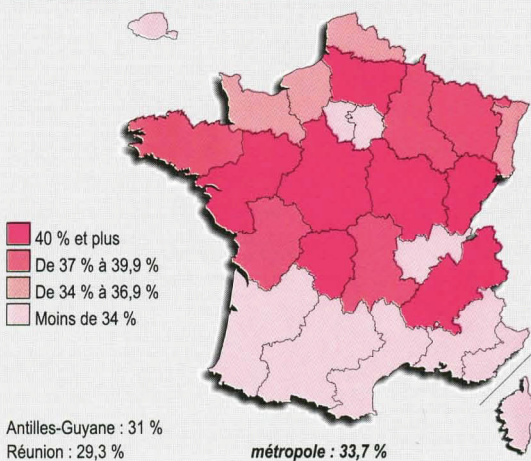 40 % et plus
De 37 % à 39,9 %
De 34 % à 36,9 %
Moins de 34 %
Antilles-Guyane : 31 %
Réunion : 29,3 %
métropole : 33,7 %